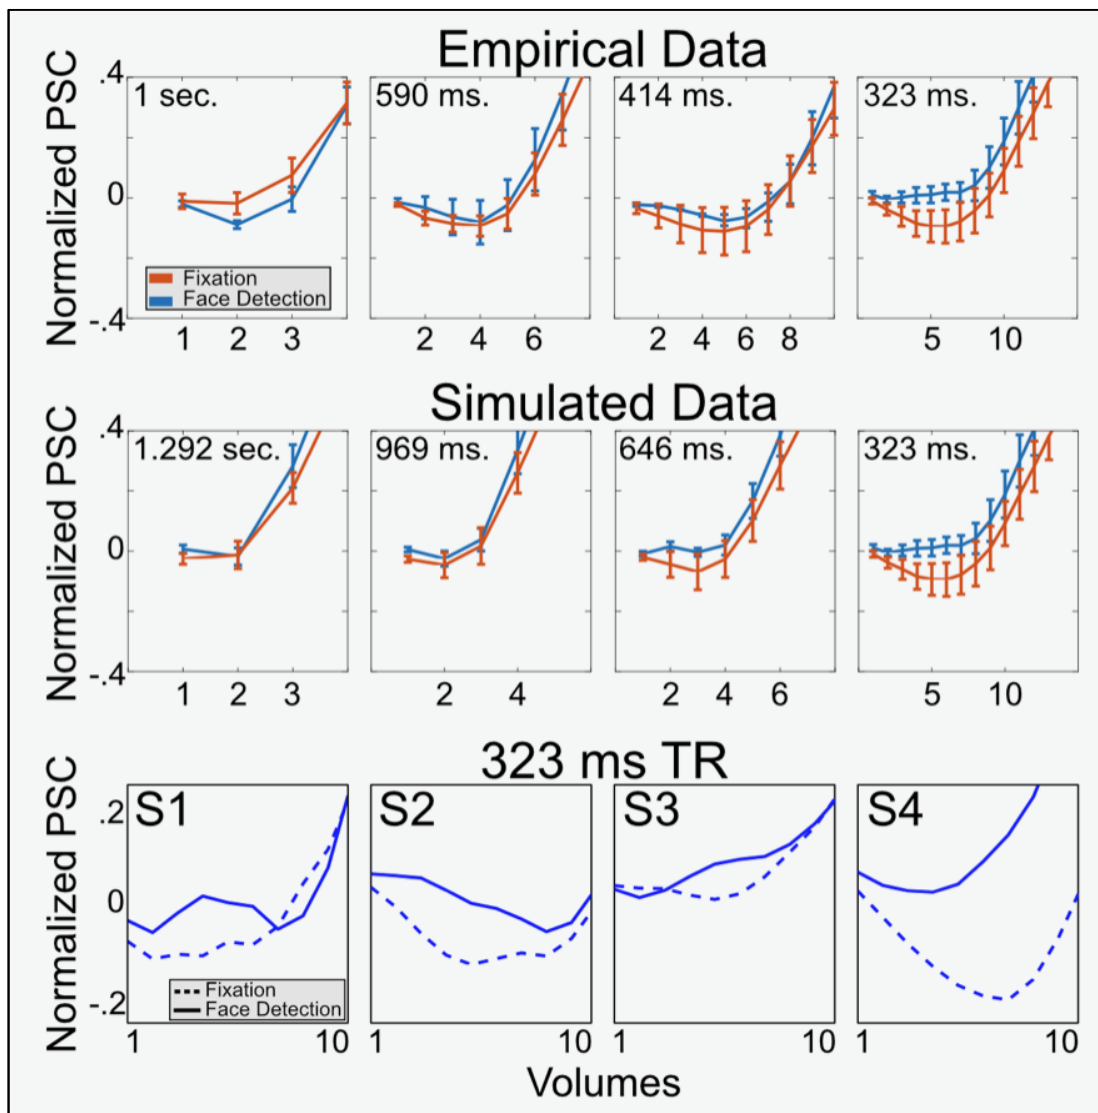 Empirical Data
Normalized PSC
.4
0
-.4
1 sec.
590 ms.
414 ms.
323 ms.
Fixation
Face Detection
1 2 3
2 4 6
2 4 6 8
5 10
Simulated Data
Normalized PSC
.4
0
-.4
1.292 sec.
969 ms.
646 ms.
323 ms.
1 2 3
2 4
2 4 6
5 10
323 ms TR
Normalized PSC
.2
0
-.2
S1
S2
S3
S4
Fixation
Face Detection
1 10
1 10
1 10
1 10
Volumes